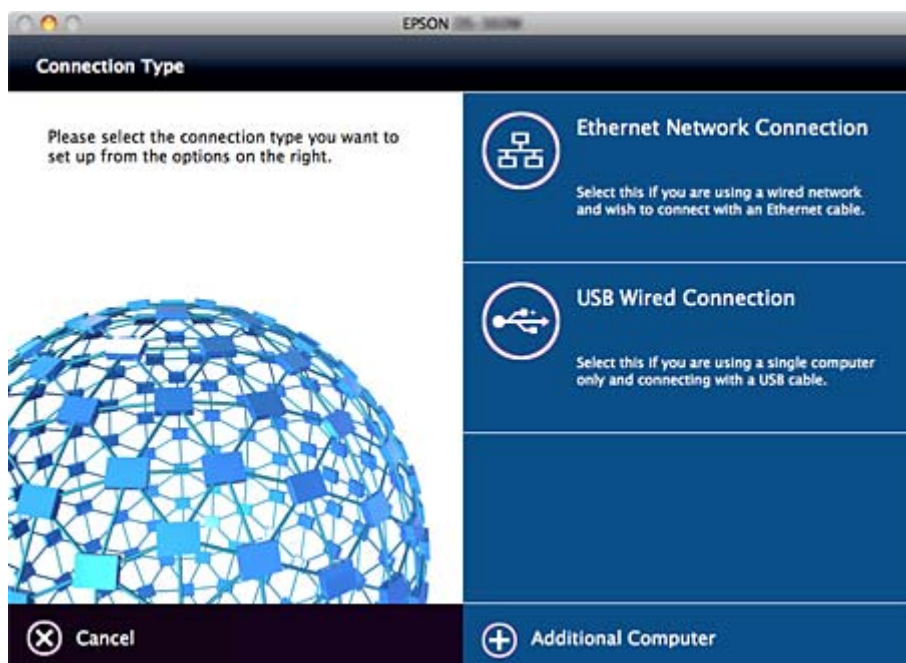 EPSON
Connection Type
Please select the connection type you want to
set up from the options on the right.
Ethernet Network Connection
Select this if you are using a wired network
and wish to connect with an Ethernet cable.
USB Wired Connection
Select this if you are using a single computer
only and connecting with a USB cable.
Cancel
Additional Computer